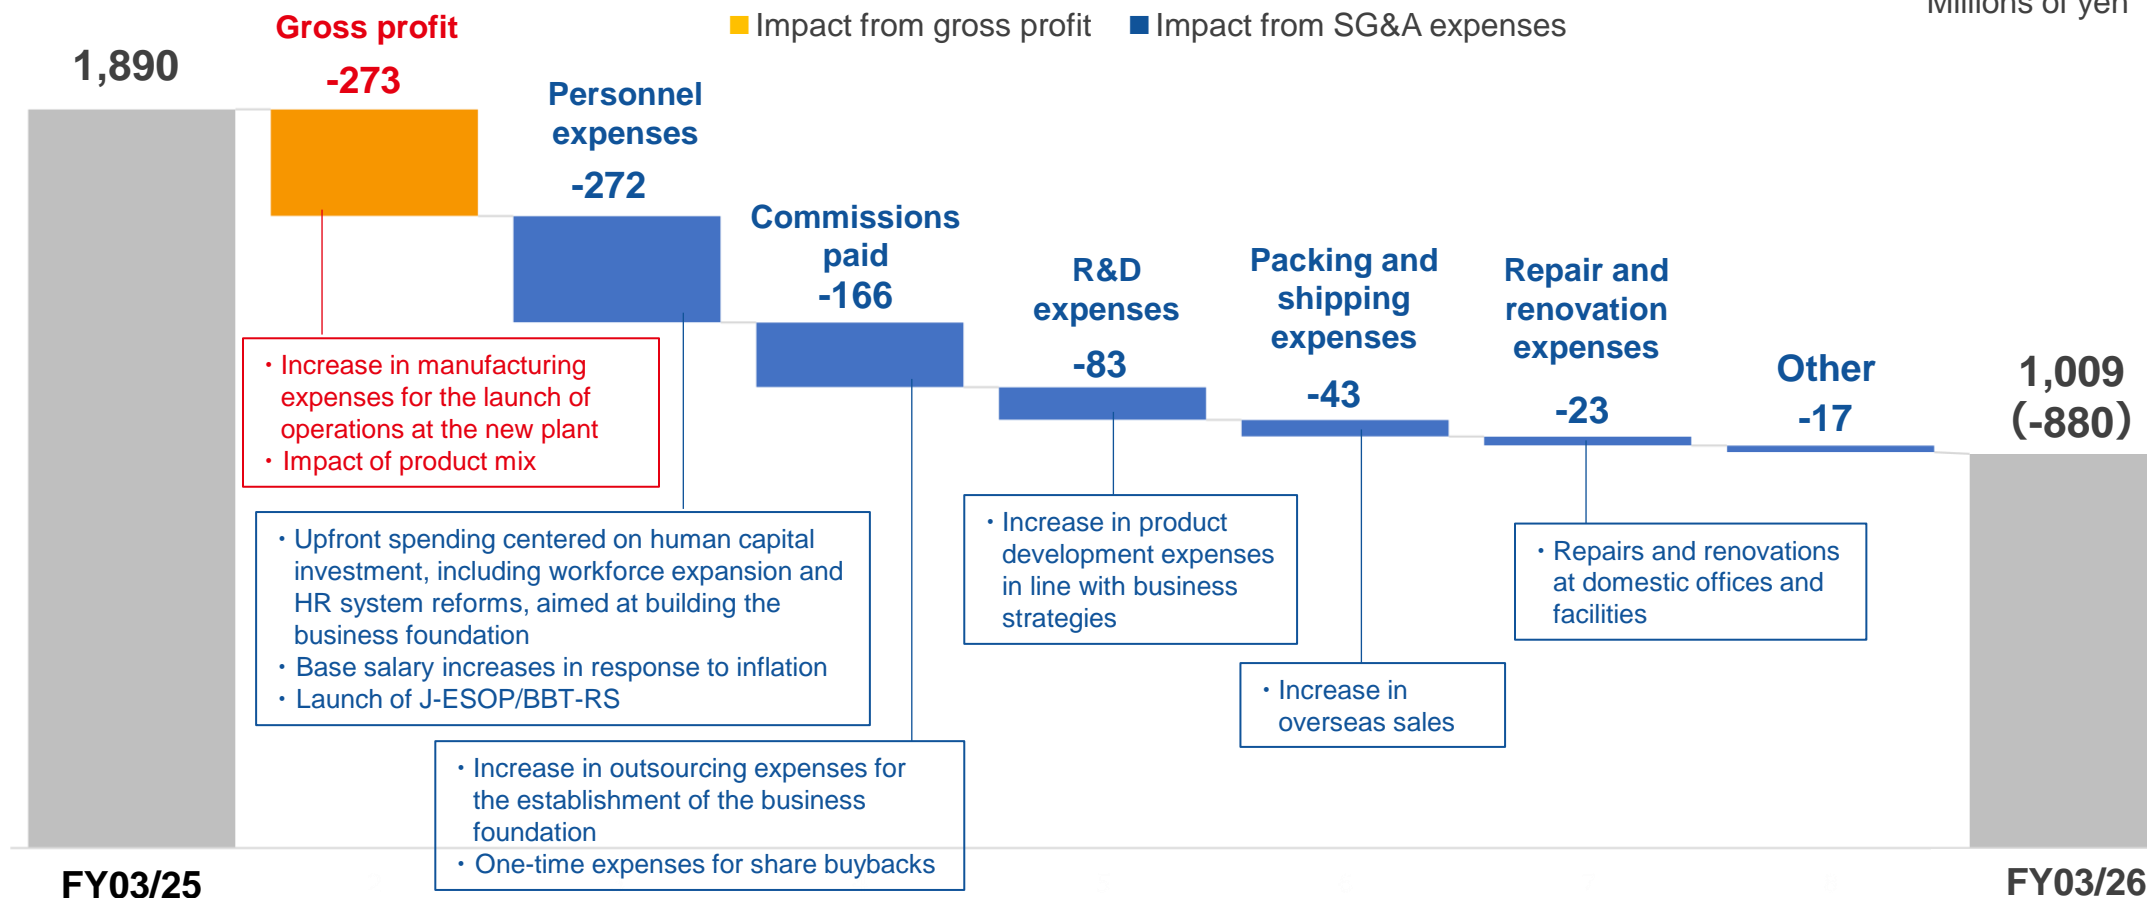 Millions of yen
Impact from gross profit
Impact from SG&A expenses
1,890
Gross profit
-273
Personnel
expenses
-272
Commissions
paid
-166
R&D
expenses
-83
Packing and
shipping
expenses
-43
Repair and
renovation
expenses
-23
Other
-17
1,009
(-880)
・Increase in manufacturing
expenses for the launch of
operations at the new plant
・Impact of product mix
・Upfront spending centered on human capital
investment, including workforce expansion and
HR system reforms, aimed at building the
business foundation
・Base salary increases in response to inflation
・Launch of J-ESOP/BBT-RS
・Increase in outsourcing expenses for
the establishment of the business
foundation
・One-time expenses for share buybacks
・Increase in product
development expenses
in line with business
strategies
・Increase in
overseas sales
・Repairs and renovations
at domestic offices and
facilities
FY03/25
FY03/26